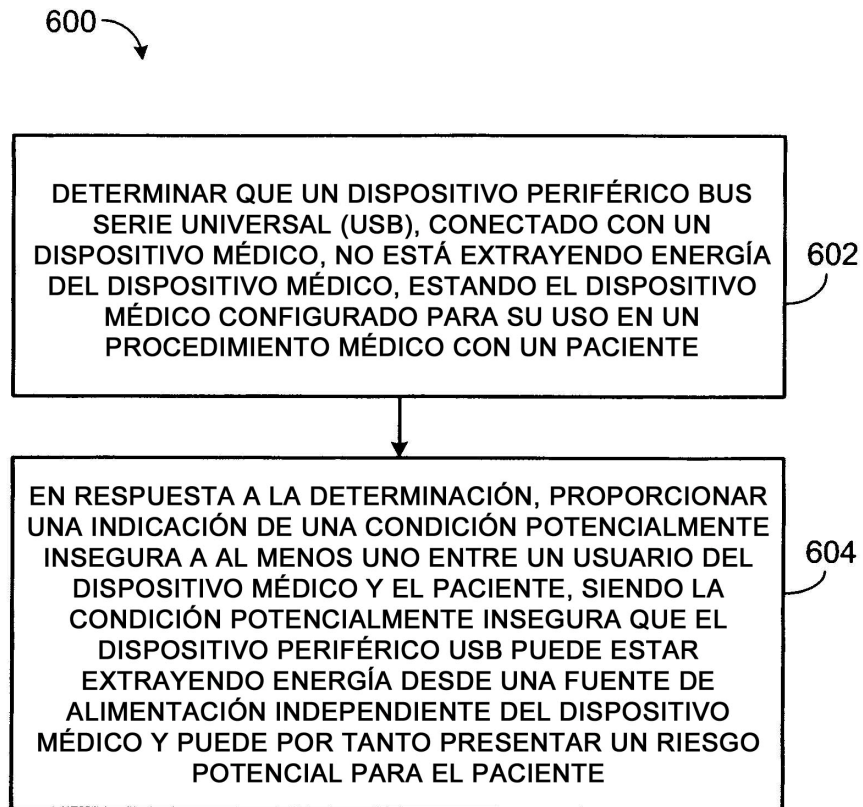 600
DETERMINAR QUE UN DISPOSITIVO PERIFÉRICO BUS
SERIE UNIVERSAL (USB), CONECTADO CON UN
DISPOSITIVO MÉDICO, NO ESTÁ EXTRAYENDO ENERGÍA
DEL DISPOSITIVO MÉDICO, ESTANDO EL DISPOSITIVO
MÉDICO CONFIGURADO PARA SU USO EN UN
PROCEDIMIENTO MÉDICO CON UN PACIENTE
602
EN RESPUESTA A LA DETERMINACIÓN, PROPORCIONAR
UNA INDICACIÓN DE UNA CONDICIÓN POTENCIALMENTE
INSEGURA A AL MENOS UNO ENTRE UN USUARIO DEL
DISPOSITIVO MÉDICO Y EL PACIENTE, SIENDO LA
CONDICIÓN POTENCIALMENTE INSEGURA QUE EL
DISPOSITIVO PERIFÉRICO USB PUEDE ESTAR
EXTRAYENDO ENERGÍA DESDE UNA FUENTE DE
ALIMENTACIÓN INDEPENDIENTE DEL DISPOSITIVO
MÉDICO Y PUEDE POR TANTO PRESENTAR UN RIESGO
POTENCIAL PARA EL PACIENTE
604